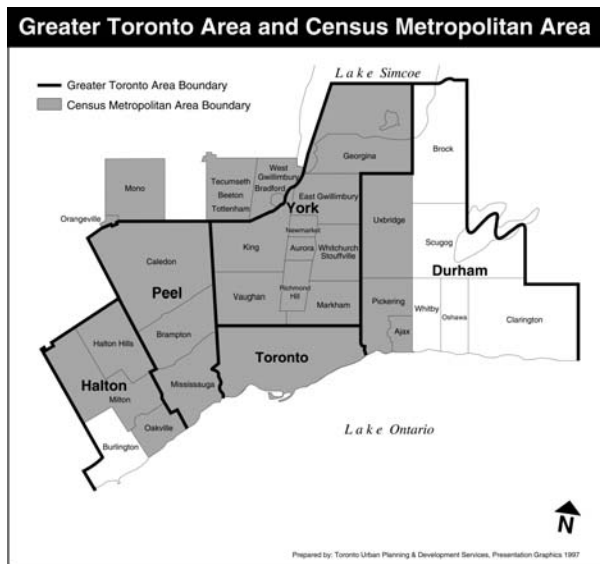 Greater Toronto Area and Census Metropolitan Area
Lake Simcoe
Greater Toronto Area Boundary
Census Metropolitan Area Boundary
Mono
Orangeville
Tecumseth
Beeton
Tottenham
West
Gwillimbury
Bradford
Georgina
Brock
York
East Gwillimbury
Newmarket
King
Aurora
Whitchurch
Stouffville
Uxbridge
Scugog
Durham
Caledon
Peel
Vaughan
Richmond
Hill
Markham
Pickering
Ajax
Whitby
Oshawa
Clarington
Brampton
Toronto
Halton Hills
Halton
Milton
Mississauga
Oakville
Burlington
Lake Ontario
N
Prepared by: Toronto Urban Planning & Development Services, Presentation Graphics 1997